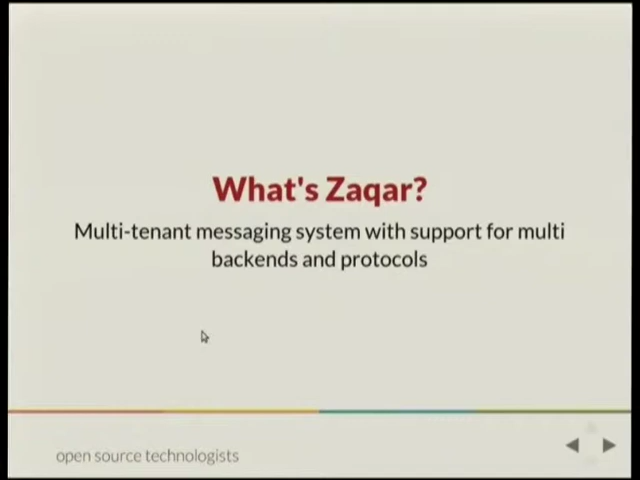 What's Zaqar?
Multi-tenant messaging system with support for multi
backends and protocols
open source technologists